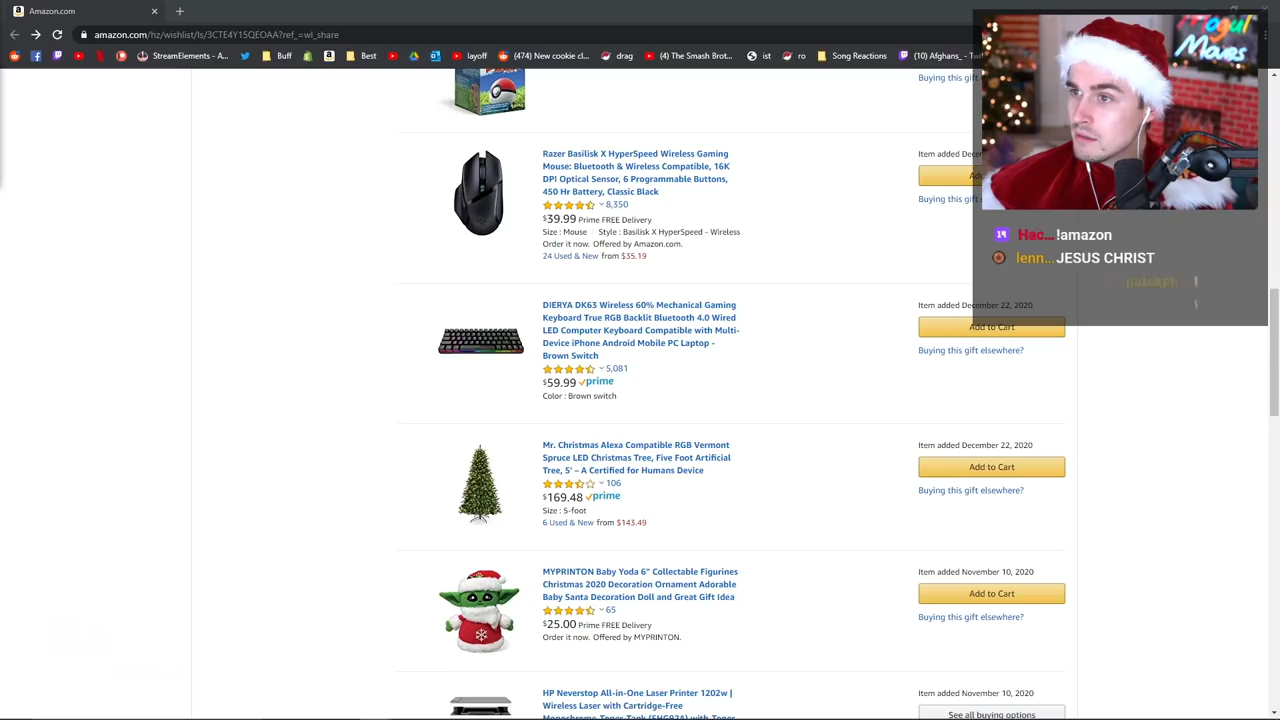 Amazon.com
amazon.com/hz/wishlist/ls/3CTE4Y15QEOAA?ref_=wl_share
StreamElements -...
Buff
Best
layoff
(474) New cookie cl...
drag
(4) The Smash Brot...
ist
ro
Song Reactions
(10) Afghans_ - Tw
Mogul
Moves
Buying this gift
Razer Basilisk X HyperSpeed Wireless Gaming
Mouse: Bluetooth & Wireless Compatible, 16K
DPI Optical Sensor, 6 Programmable Buttons,
450 Hr Battery, Classic Black
8,350
$39.99 Prime FREE Delivery
Size : Mouse Style : Basilisk X HyperSpeed - Wireless
Order it now. Offered by Amazon.com.
24 Used & New from $35.19
Item added Dece
Buying this gift
Hac... !amazon
lenn... JESUS CHRIST
DIERYA DK63 Wireless 60% Mechanical Gaming
Keyboard True RGB Backlit Bluetooth 4.0 Wired
LED Computer Keyboard Compatible with Multi-
Device iPhone Android Mobile PC Laptop -
Brown Switch
5,081
$59.99 prime
Color : Brown switch
Item added December 22, 2020
Add to Cart
Buying this gift elsewhere?
Mr. Christmas Alexa Compatible RGB Vermont
Spruce LED Christmas Tree, Five Foot Artificial
Tree, 5' – A Certified for Humans Device
106
$169.48 prime
Size : 5-foot
6 Used & New from $143.49
Item added December 22, 2020
Add to Cart
Buying this gift elsewhere?
MYPRINTON Baby Yoda 6" Collectable Figurines
Christmas 2020 Decoration Ornament Adorable
Baby Santa Decoration Doll and Great Gift Idea
65
$25.00 Prime FREE Delivery
Order it now. Offered by MYPRINTON.
Item added November 10, 2020
Add to Cart
Buying this gift elsewhere?
HP Neverstop All-in-One Laser Printer 1202w |
Wireless Laser with Cartridge-Free
Monochrome-Toner-Tank (5HG92A) with Toner
Item added November 10, 2020
See all buying options